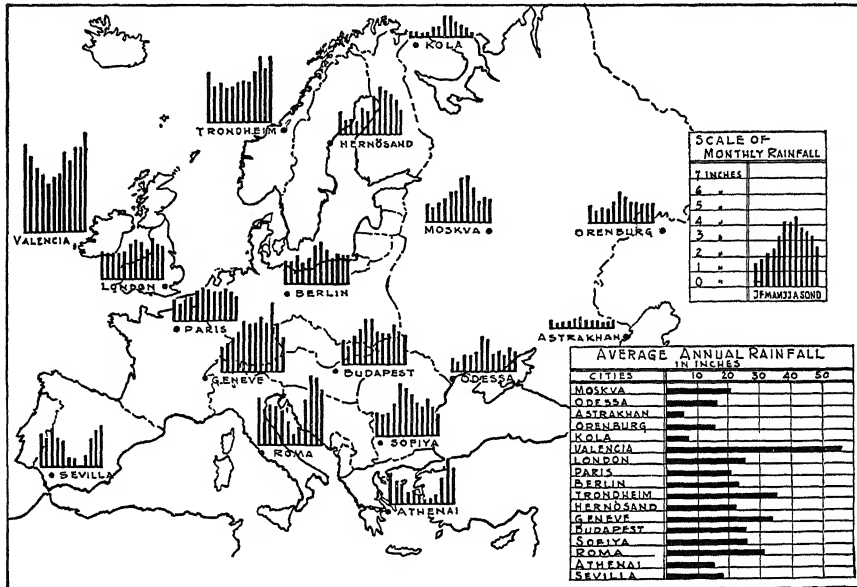 KOLA
TRONDHEIM
HERNÖSAND
VALENCIA
MOSKVA
ORENBURG
LONDON
BERLIN
PARIS
ASTRAKHAN
GENEVE
BUDAPEST
ODESSA
ROMA
SOFIYA
SEVILLA
ATHENAI
SCALE OF
MONTHLY RAINFALL
7 INCHES
6 "
5 "
4 "
3 "
2 "
1 "
0 "
JFMAMJJASOND
AVERAGE ANNUAL RAINFALL
IN INCHES
CITIES 10 20 30 40 50
MOSKVA
ODESSA
ASTRAKHAN
ORENBURG
KOLA
VALENCIA
LONDON
PARIS
BERLIN
TRONDHEIM
HERNÖSAND
GENEVE
BUDAPEST
SOFIYA
ROMA
ATHENAI
SEVILLA